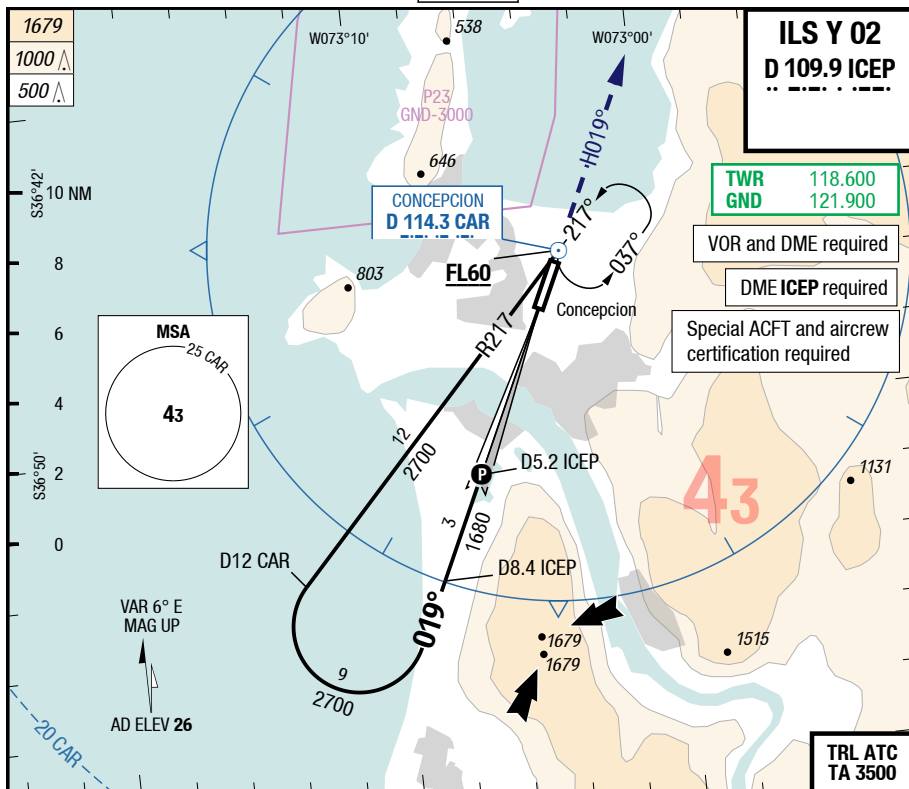 1679
1000
500
538
W073°10'
W073°00'
ILS Y 02
D 109.9 ICEP
P23
GND-3000
H019°
646
S36°42'
10 NM
CONCEPCION
D 114.3 CAR
217°
037°
TWR 118.600
GND 121.900
VOR and DME required
8
FL60
803
DME ICEP required
6
Concepcion
R217
Special ACFT and aircrew
certification required
MSA
25 CAR
43
4
12
2700
S36°50'
2
P
D5.2 ICEP
43
1131
3
1680
0
D12 CAR
D8.4 ICEP
019°
VAR 6° E
MAG UP
1679
1679
1515
9
2700
AD ELEV 26
20 CAR
TRL ATC
TA 3500